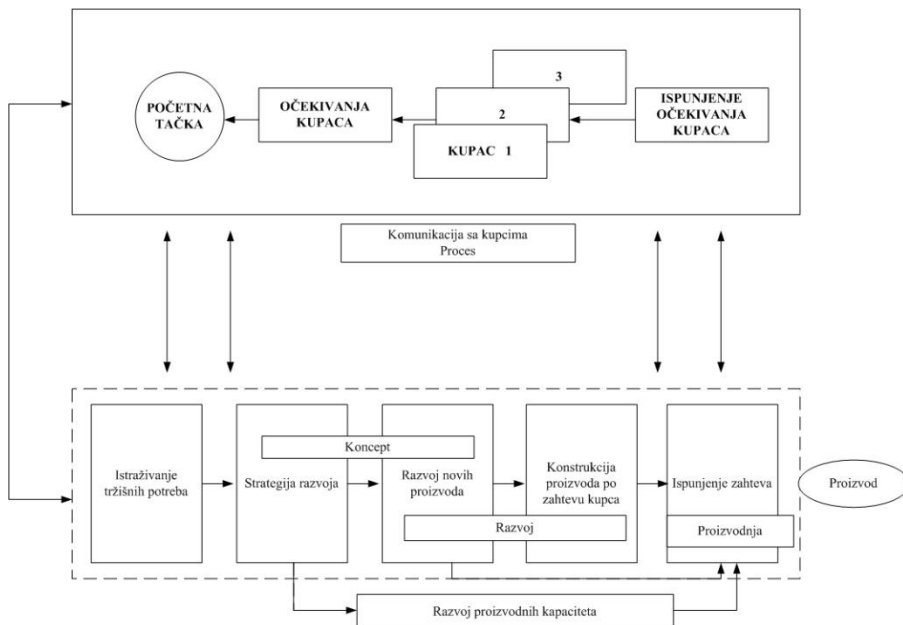 POČETNA
TAČKA
OČEKIVANJA
KUPACA
3
2
KUPAC 1
ISPUNJENJE
OČEKIVANJA
KUPACA
Komunikacija sa kupcima
Proces
Istraživanje
tržišnih potreba
Strategija razvoja
Koncept
Razvoj novih
proizvoda
Razvoj
Konstrukcija
proizvoda po
zahtevu kupca
Ispunjenje zahteva
Proizvodnja
Proizvod
Razvoj proizvodnih kapaciteta